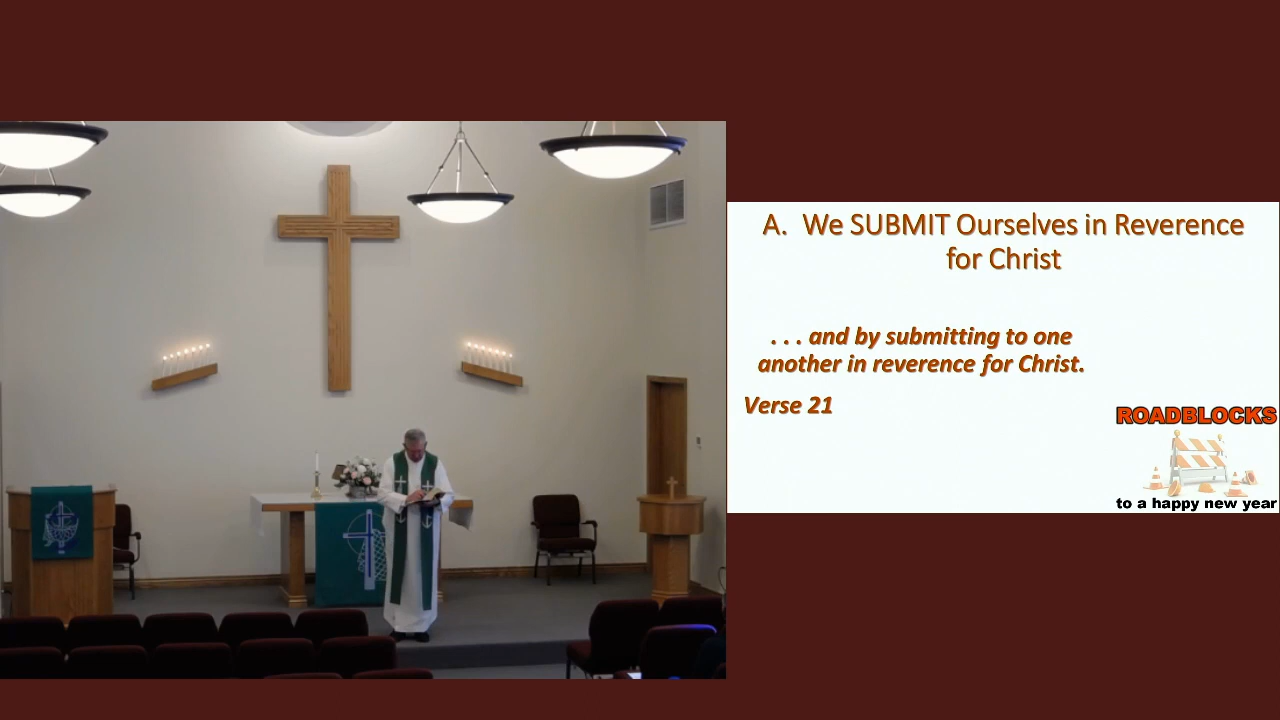 A. We SUBMIT Ourselves in Reverence
for Christ
. . . and by submitting to one
another in reverence for Christ.
Verse 21
ROADBLOCKS
to a happy new year